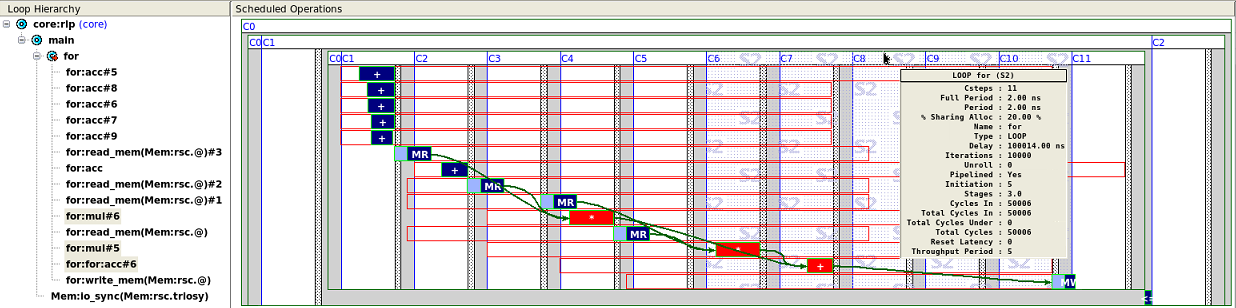 Loop Hierarchy
Scheduled Operations
core:rlp (core)
main
for
for:acc#5
for:acc#8
for:acc#6
for:acc#7
for:acc#9
for:read_mem(Mem:rsc.@)#3
for:acc
for:read_mem(Mem:rsc.@)#2
for:read_mem(Mem:rsc.@)#1
for:mul#6
for:read_mem(Mem:rsc.@)
for:mul#5
for:for:acc#6
for:write_mem(Mem:rsc.@)
Mem:io_sync(Mem:rsc.triosy)
C0
C0 C1 C2
C0 C1 C2 C3 C4 C5 C6 C7 C8 C9 C10 C11
+
+
+
+
+
MR
+
MR
MR
*
MR
+
MW
S2
LOOP for (S2)
Csteps : 11
Full Period : 2.00 ns
Period : 2.00 ns
% Sharing Alloc : 20.00 %
Name : for
Type : LOOP
Delay : 100014.00 ns
Iterations : 10000
Unroll : 0
Pipelined : Yes
Initiation : 5
Stages : 3.0
Cycles In : 50006
Total Cycles In : 50006
Total Cycles Under : 0
Total Cycles : 50006
Reset Latency : 0
Throughput Period : 5